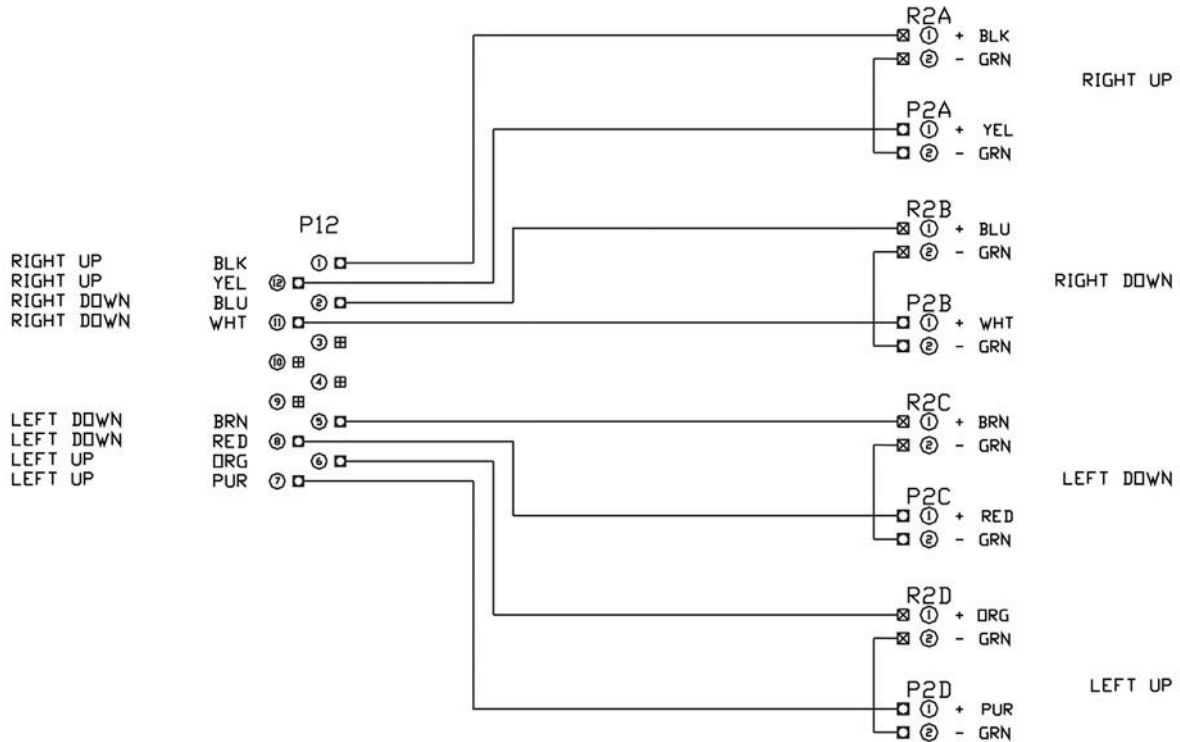 R2A
① + BLK
② - GRN
RIGHT UP
P2A
① + YEL
② - GRN
R2B
① + BLU
② - GRN
RIGHT DOWN
P2B
① + WHT
② - GRN
P12
RIGHT UP BLK ①
RIGHT UP YEL ⑫
RIGHT DOWN BLU ②
RIGHT DOWN WHT ⑪
③
⑩
④
⑨
LEFT DOWN BRN ⑤
LEFT DOWN RED ⑧
LEFT UP ORG ⑥
LEFT UP PUR ⑦
R2C
① + BRN
② - GRN
LEFT DOWN
P2C
① + RED
② - GRN
R2D
① + ORG
② - GRN
LEFT UP
P2D
① + PUR
② - GRN